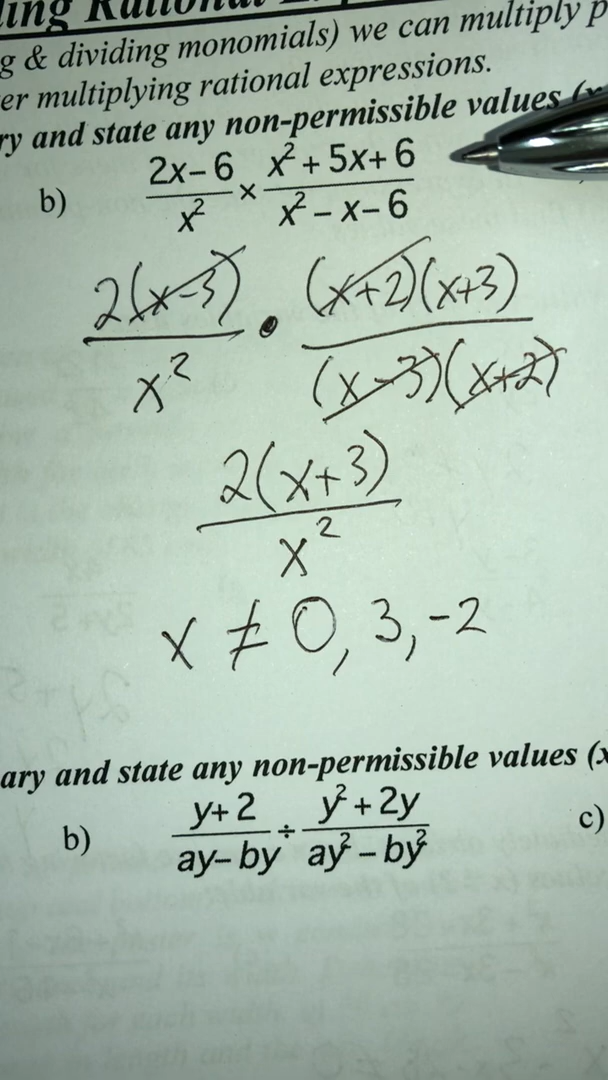 ling Rational
g & dividing monomials) we can multiply p
er multiplying rational expressions.
ry and state any non-permissible values (x
b) (2x-6)/x² × (x²+5x+6)/(x²-x-6)
2(x-3)/x² • (x+2)(x+3)/(x-3)(x+2)
2(x+3)/x²
x ≠ 0, 3, -2
ary and state any non-permissible values (x
b) (y+2)/(ay-by) ÷ (y²+2y)/(ay²-by²) c)